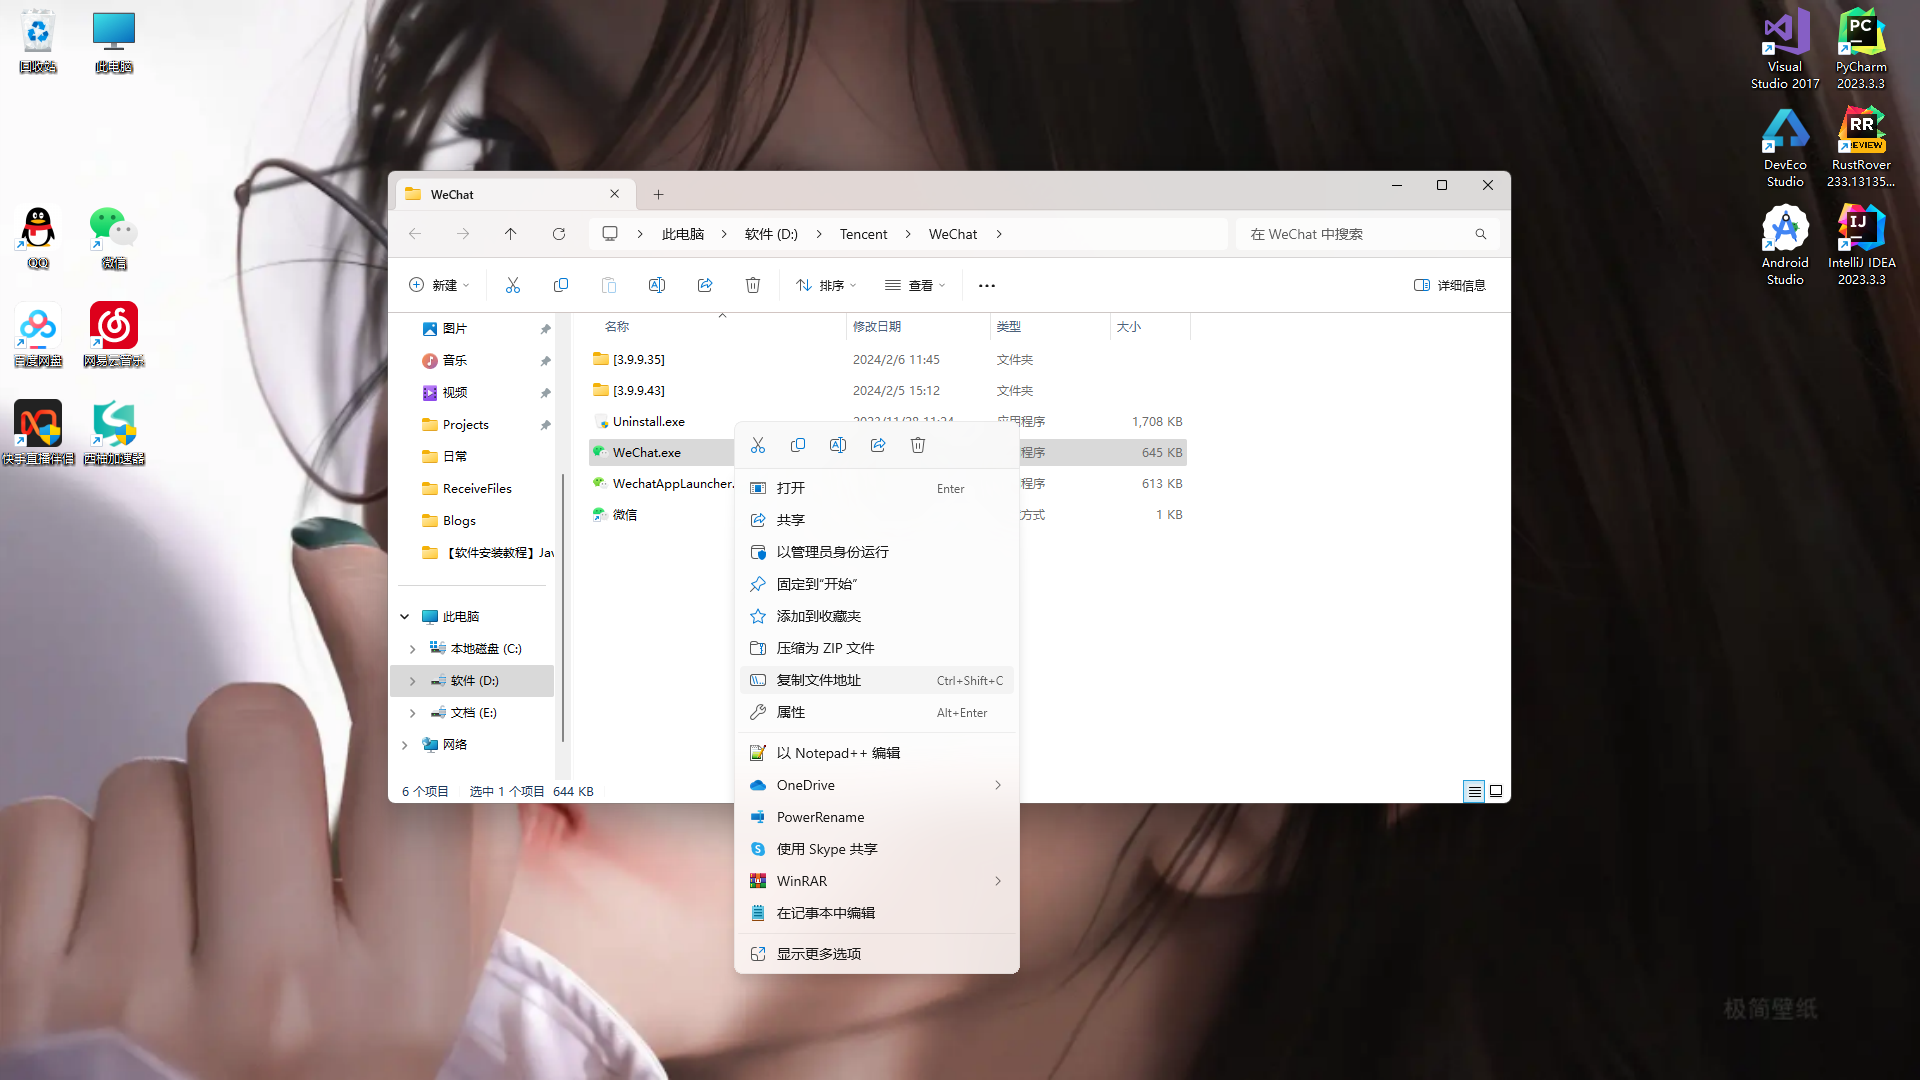 回收站
此电脑
QQ
微信
百度网盘
网易云音乐
快手直播伴侣
西柚加速器
Visual Studio 2017
PC
PyCharm 2023.3.3
DevEco Studio
RR
PREVIEW
RustRover 233.13135...
Android Studio
IJ
IntelliJ IDEA 2023.3.3
WeChat
此电脑
软件 (D:)
Tencent
WeChat
在 WeChat 中搜索
新建
排序
查看
详细信息
图片
音乐
视频
Projects
日常
ReceiveFiles
Blogs
【软件安装教程】Jav
此电脑
本地磁盘 (C:)
软件 (D:)
文档 (E:)
网络
名称 修改日期 类型 大小
[3.9.9.35] 2024/2/6 11:45 文件夹
[3.9.9.43] 2024/2/5 15:12 文件夹
Uninstall.exe 应用程序 1,708 KB
WeChat.exe 程序 645 KB
WechatAppLauncher. 程序 613 KB
微信 方式 1 KB
打开 Enter
共享
以管理员身份运行
固定到“开始”
添加到收藏夹
压缩为 ZIP 文件
复制文件地址 Ctrl+Shift+C
属性 Alt+Enter
以 Notepad++ 编辑
OneDrive
PowerRename
使用 Skype 共享
WinRAR
在记事本中编辑
显示更多选项
6 个项目 选中 1 个项目 644 KB
极简壁纸